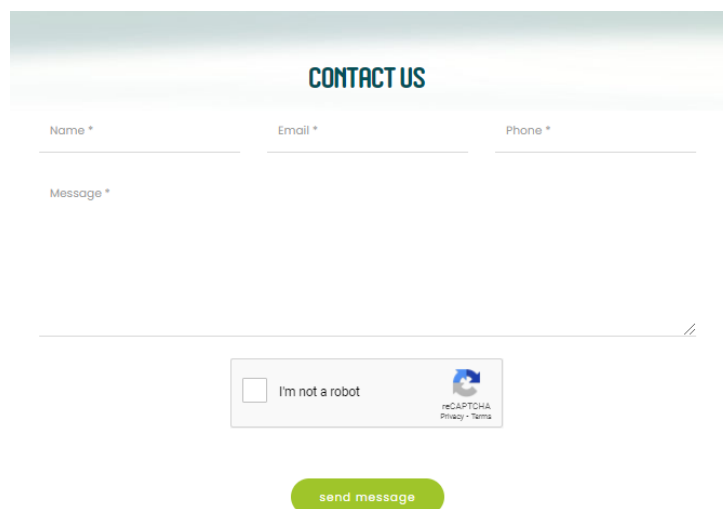 CONTACT US
Name * Email * Phone *
Message *
I'm not a robot
reCAPTCHA
Privacy - Terms
send message